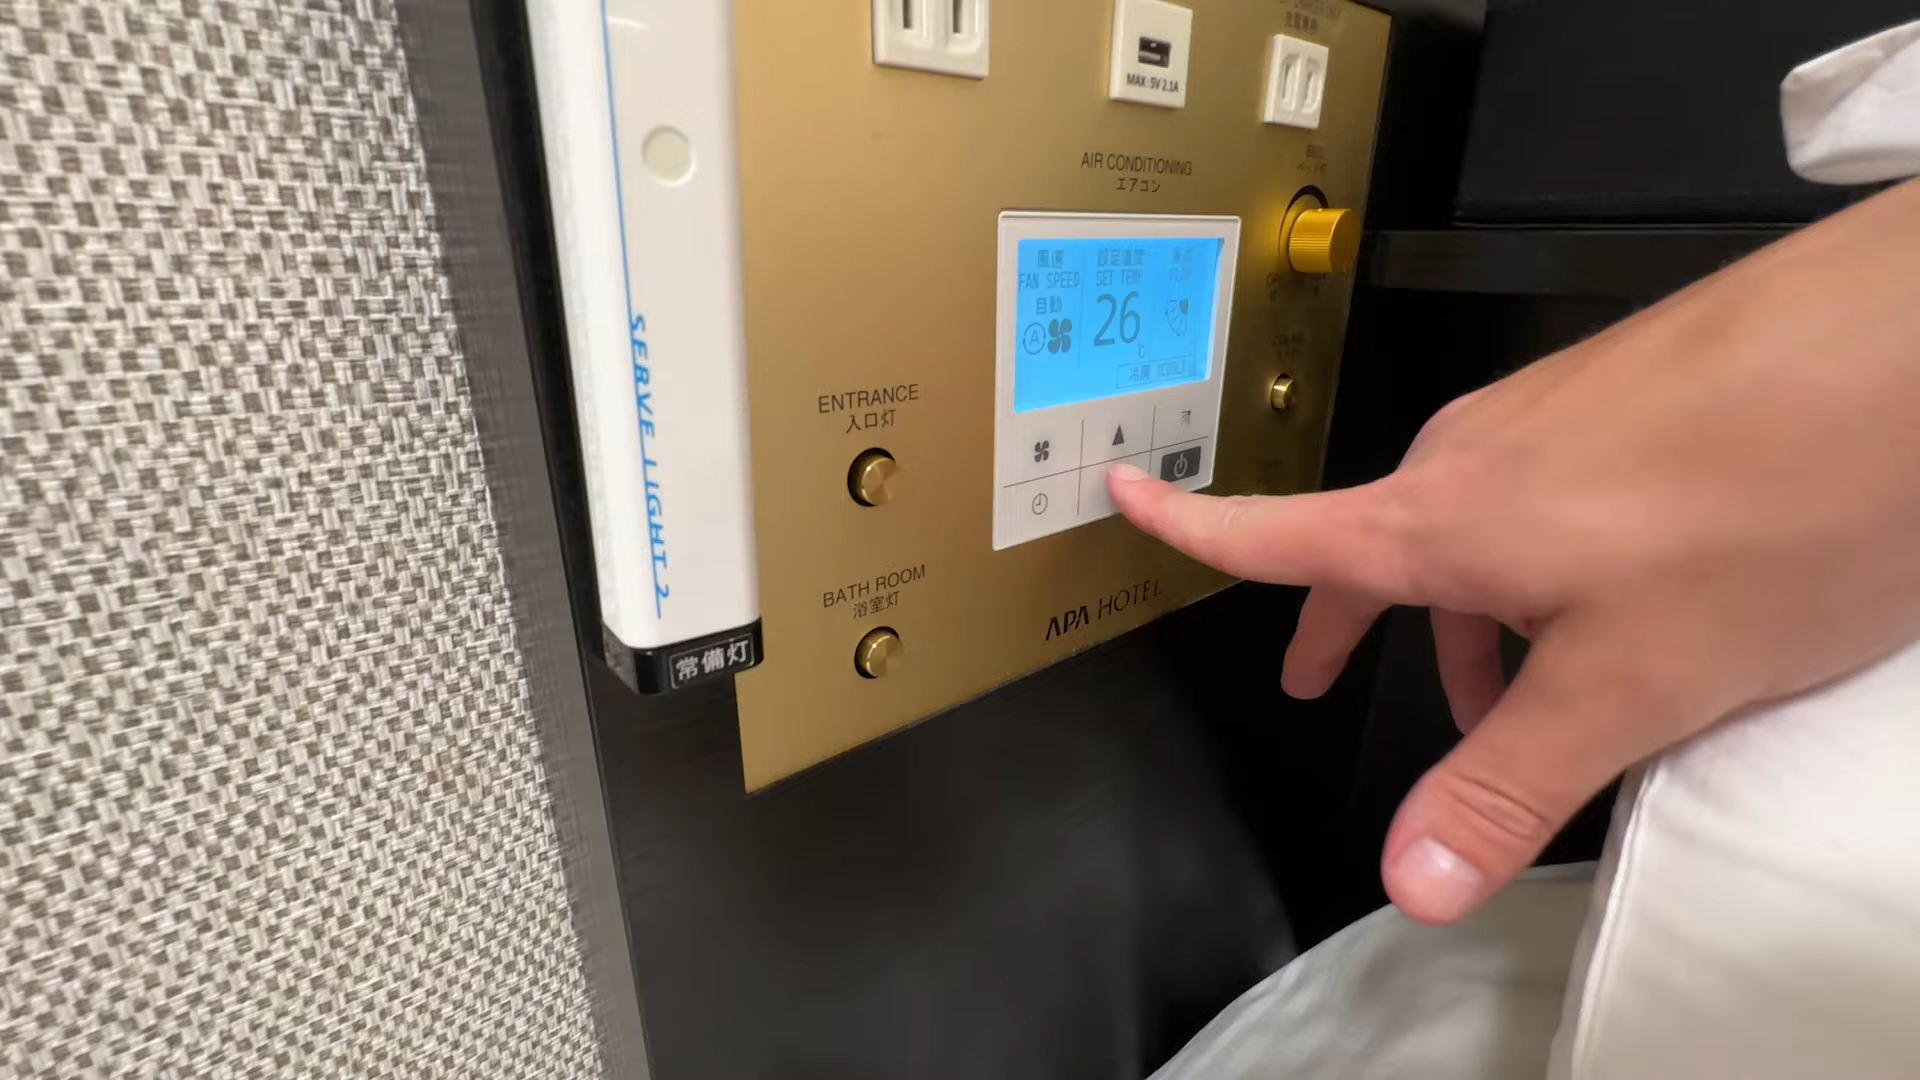 MAX : 5V 2.1A
AIR CONDITIONING
エアコン
風速
FAN SPEED
自動
A
設定温度
SET TEMP
26
℃
ENTRANCE
入口灯
BATH ROOM
浴室灯
APA HOTEL
SERVE LIGHT 2
常備灯